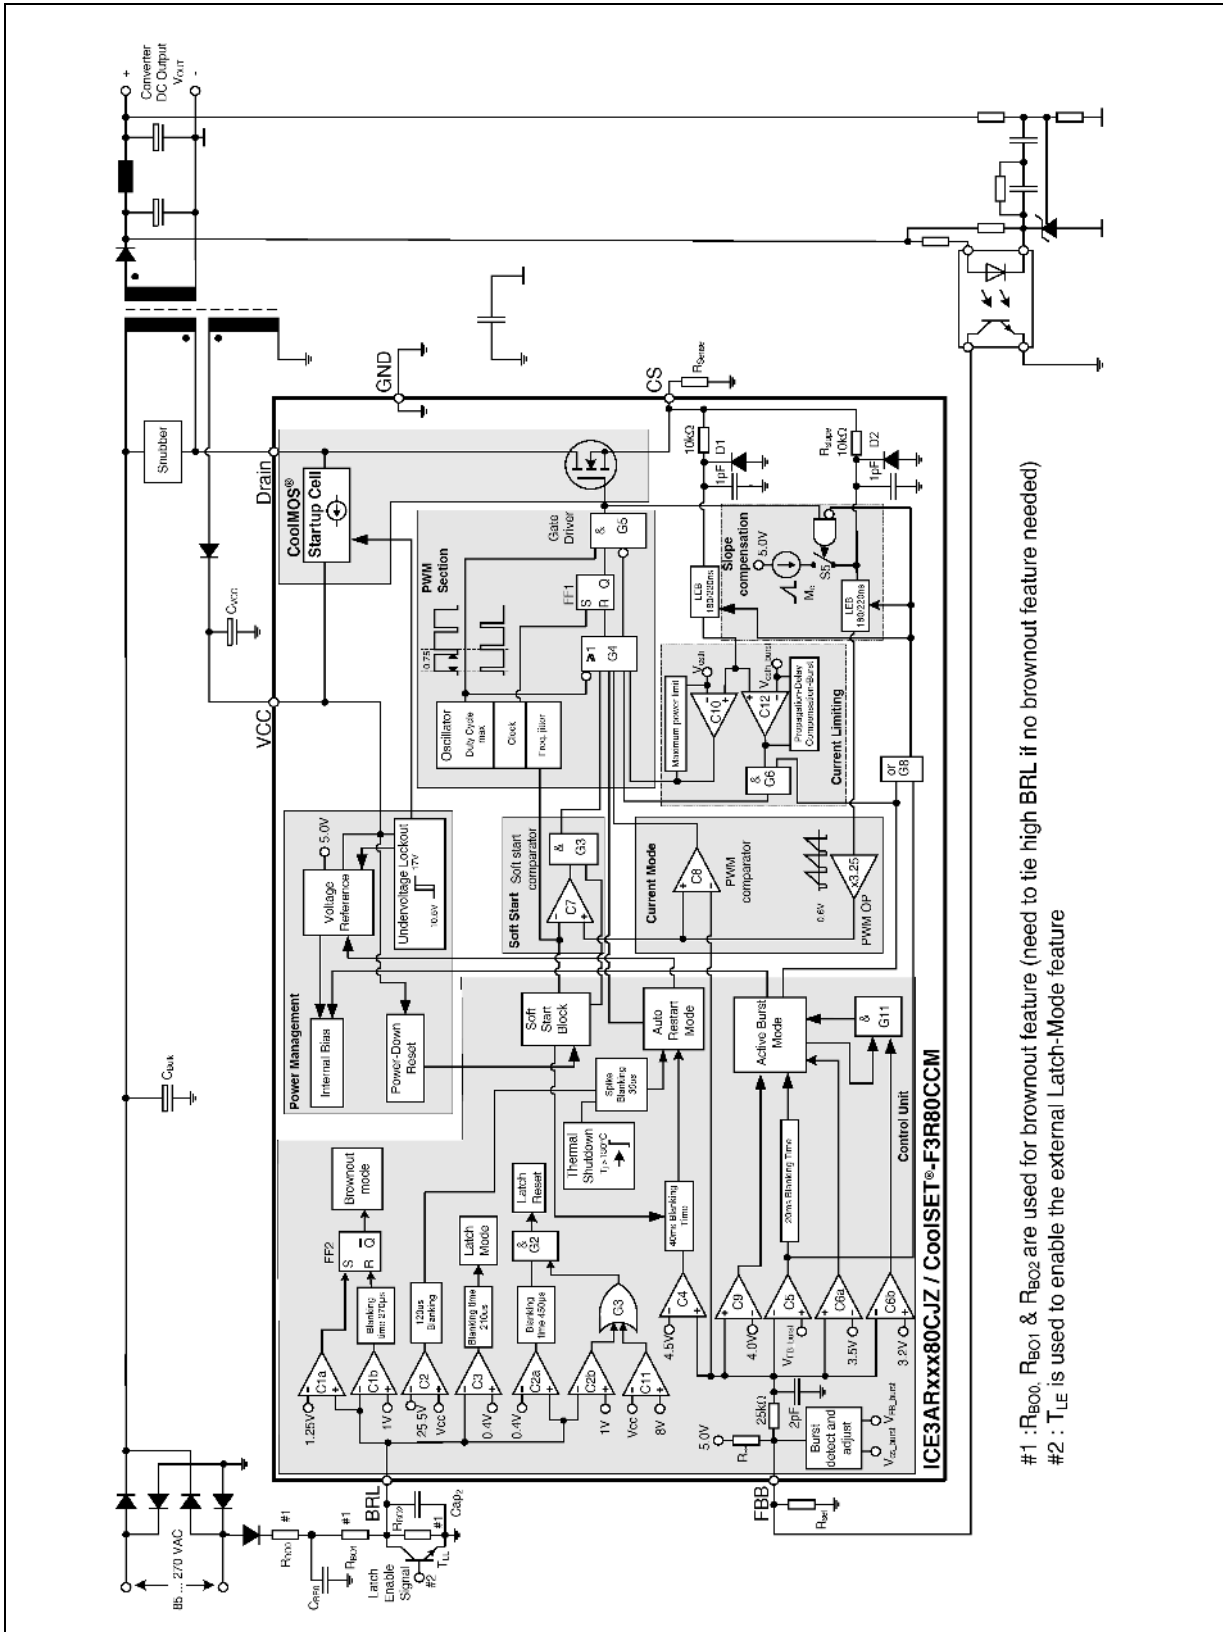 Converter
DC Output
VOUT
+
-
Snubber
Drain
CVCC
VCC
GND
CS
RSense
CBulk
85 ... 270 VAC
#1
RBO1
#1
BRL
RBO2
#1
Cap2
TLE
Latch
Enable
Signal
#2
FBB
RSel
CoolMOS®
Startup Cell
PWM
Section
0.75
Oscillator
Duty Cycle
max
Clock
Freq. jitter
FF1
S
R
Q
Gate
Driver
&
G5
≥1
G4
10kΩ
D1
1pF
Rslope
10kΩ
D2
1pF
LEB
180/220ns
Slope
compensation
5.0V
S5
LEB
180/220ns
Maximum power limit
Vcsth
C10
C12
Vcsth_burst
Propagation-Delay
Compensation-Burst
&
G6
Current Limiting
or
G8
Power Management
Internal Bias
Voltage
Reference
5.0V
Undervoltage Lockout
17V
10.5V
Power-Down
Reset
Soft Start
Soft start
comparator
C7
&
G3
Soft
Start
Block
Current Mode
C8
PWM
comparator
0.6V
x3.25
PWM OP
Auto
Restart
Mode
Spike
Blanking
30us
Thermal
Shutdown
Active Burst
Mode
&
G11
Control Unit
Brownout
mode
FF2
S
R
Q
1.25V
C1a
C1b
1V
Blanking
time 270µs
25.5V
C2
Vcc
120us
Blanking
C3
0.4V
Blanking time
210us
Latch
Mode
0.4V
C2a
Blanking
time 450µs
&
G2
Latch
Reset
C2b
1V
Vcc
C11
8V
G3
4.5V
C4
40ms Blanking
Time
C9
4.0V
C5
VFB_burst
20ms Blanking Time
C6a
3.5V
C6b
3.2V
5.0V
25kΩ
2pF
Burst
detect and
adjust
VFB_burst
VCS_burst
ICE3ARxxx80CJZ / CoolSET®-F3R80CCM
#1 :RBO0, RBO1 & RBO2 are used for brownout feature (need to tie high BRL if no brownout feature needed)
#2 : TLE is used to enable the external Latch-Mode feature